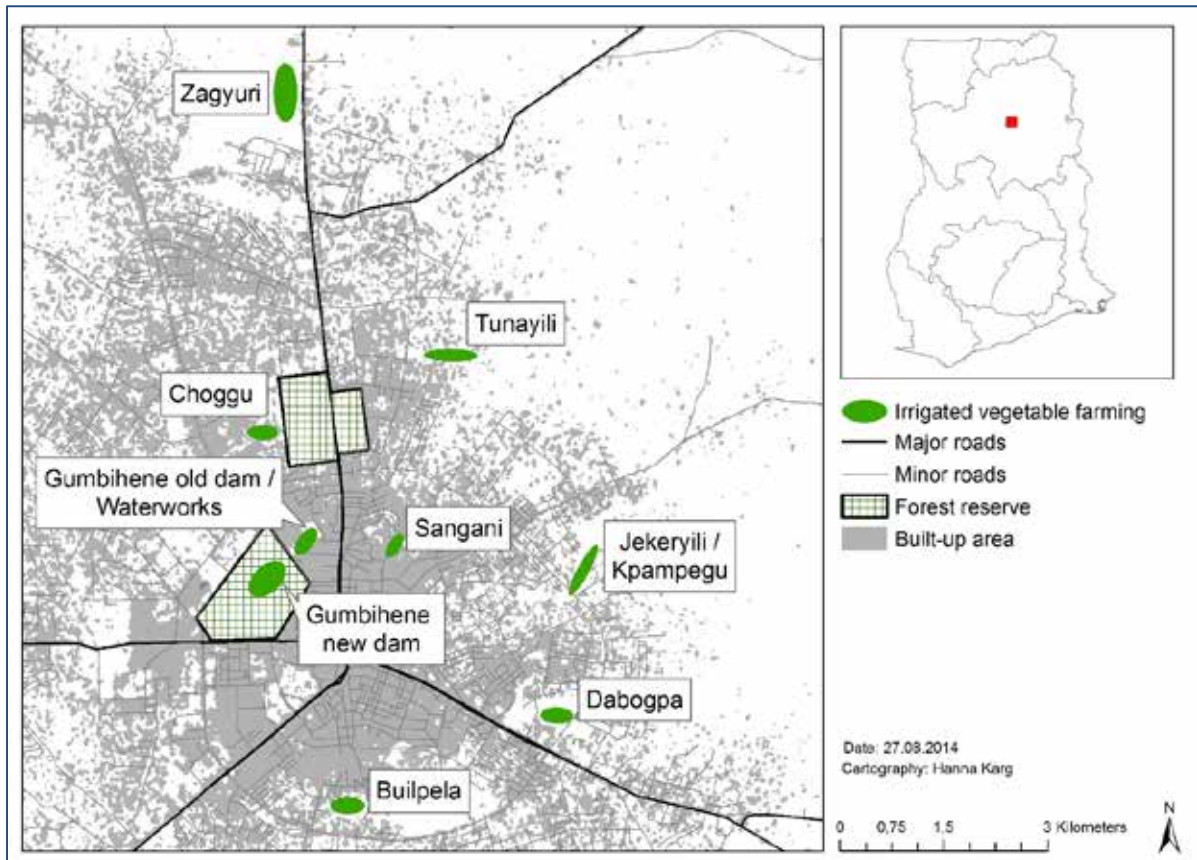 Zagyuri
Tunayili
Choggu
Gumbihene old dam /
Waterworks
Sangani
Jekeryili /
Kpampegu
Gumbihene
new dam
Dabogpa
Builpela
Irrigated vegetable farming
Major roads
Minor roads
Forest reserve
Built-up area
Date: 27.08.2014
Cartography: Hanna Karg
N
0 0,75 1.5 3 Kilometers